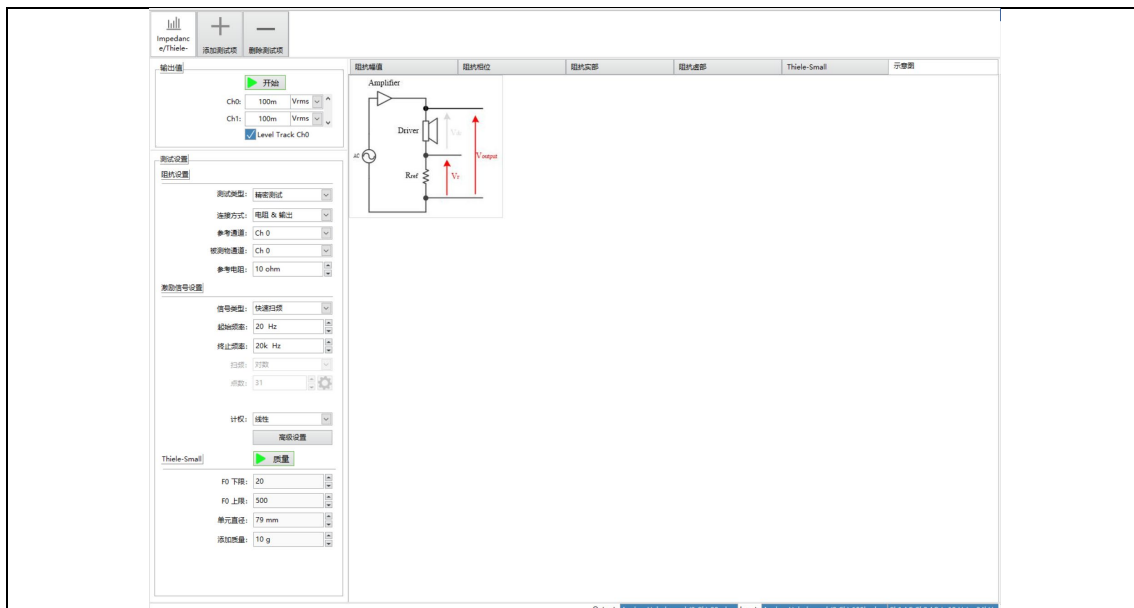 Impedanc
e/Thiele-
添加测试项
删除测试项
输出值
开始
Ch0: 100m Vrms
Ch1: 100m Vrms
Level Track Ch0
测试设置
阻抗设置
测试类型: 精密测试
连接方式: 电阻 & 输出
参考通道: Ch 0
被测物通道: Ch 0
参考电阻: 10 ohm
激励信号设置
信号类型: 快速扫频
起始频率: 20 Hz
终止频率: 20k Hz
扫频: 对数
点数: 31
计权: 线性
高级设置
Thiele-Small
质量
F0 下限: 20
F0 上限: 500
单元直径: 79 mm
添加质量: 10 g
阻抗幅值 阻抗相位 阻抗实部 阻抗虚部 Thiele-Small 示意图
Amplifier
Driver
AC
Voutput
Rref
Vr